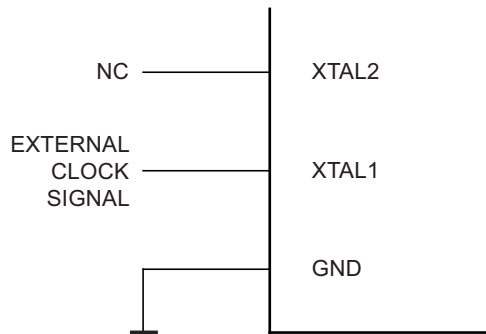 NC
XTAL2
EXTERNAL
CLOCK
SIGNAL
XTAL1
GND